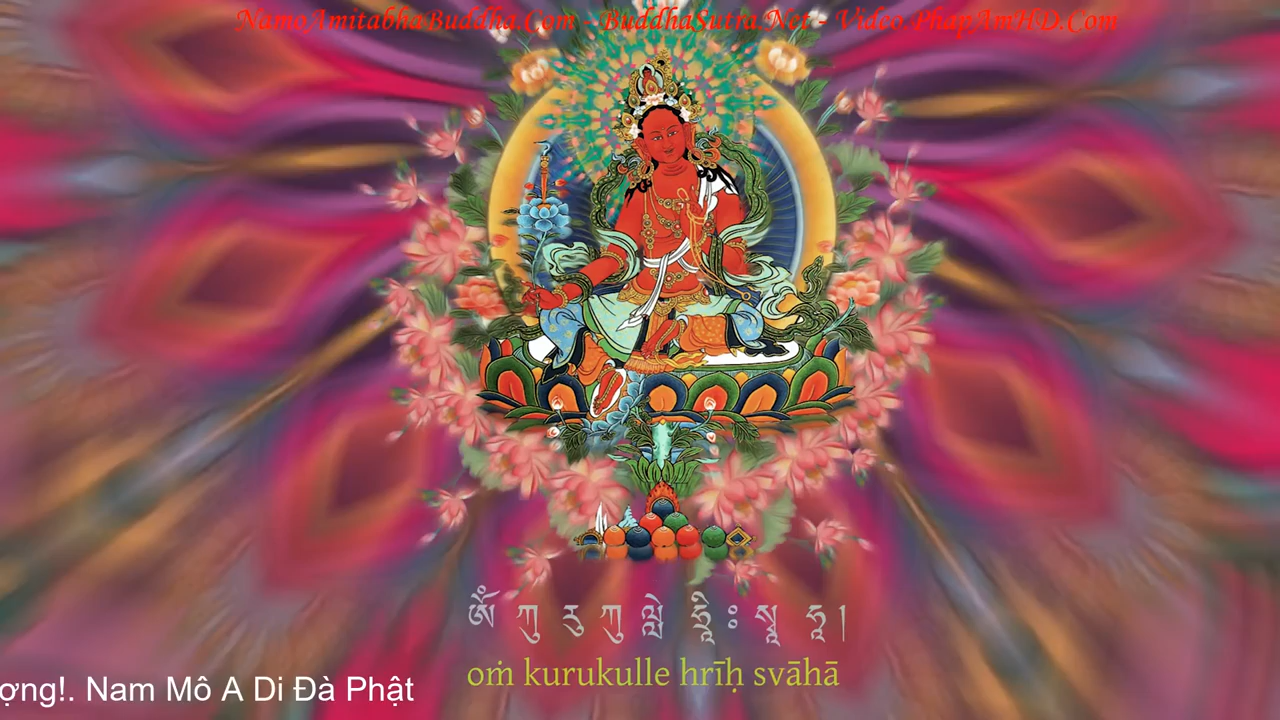 NamoAmitabhaBuddha.Com - BuddhaSutra.Net - Video.PhapAmHD.Com
ༀ ཀུ རུ ཀུ լླེ ཧྲཱིཿ སྭཱ ཧཱ།
oṁ kurukulle hrīḥ svāhā
ợng!. Nam Mô A Di Đà Phật